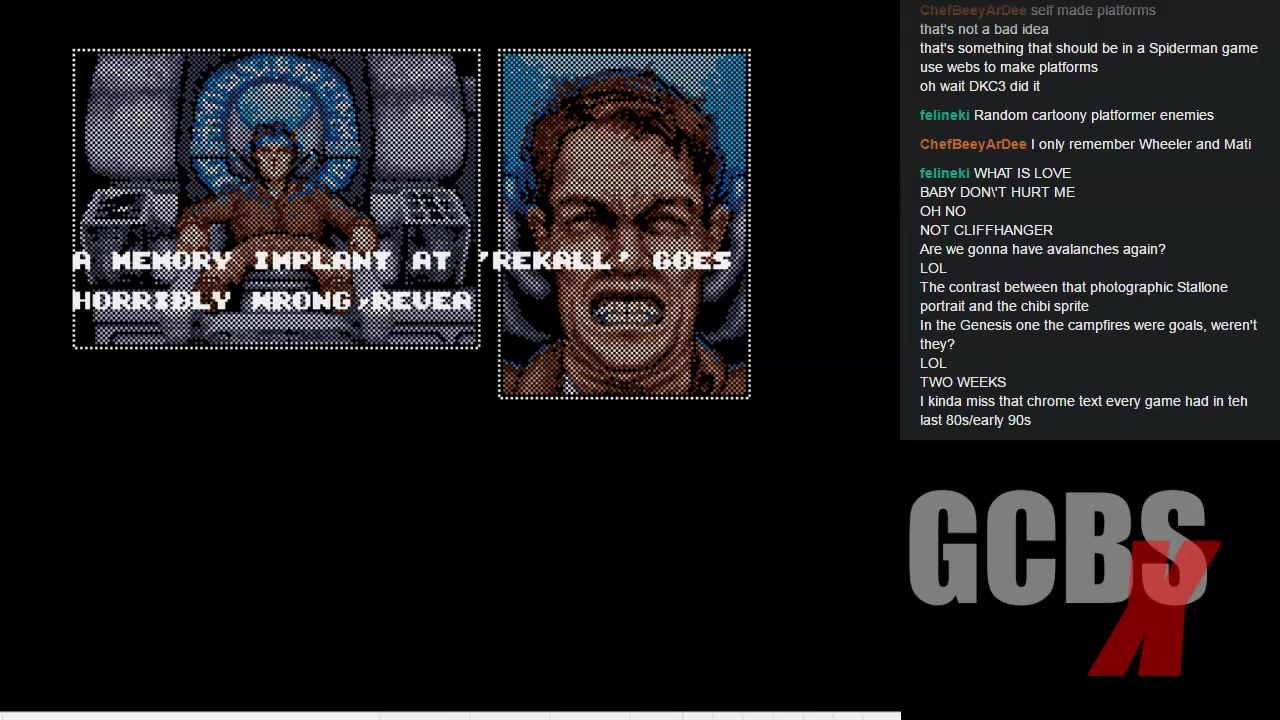 A MEMORY IMPLANT AT 'REKALL' GOES
HORRIBLY WRONG,REVEA
ChefBeeyArDee self made platforms
that's not a bad idea
that's something that should be in a Spiderman game
use webs to make platforms
oh wait DKC3 did it
felineki Random cartoony platformer enemies
ChefBeeyArDee I only remember Wheeler and Mati
felineki WHAT IS LOVE
BABY DON\'T HURT ME
OH NO
NOT CLIFFHANGER
Are we gonna have avalanches again?
LOL
The contrast between that photographic Stallone
portrait and the chibi sprite
In the Genesis one the campfires were goals, weren't
they?
LOL
TWO WEEKS
I kinda miss that chrome text every game had in teh
last 80s/early 90s
GCBS
X